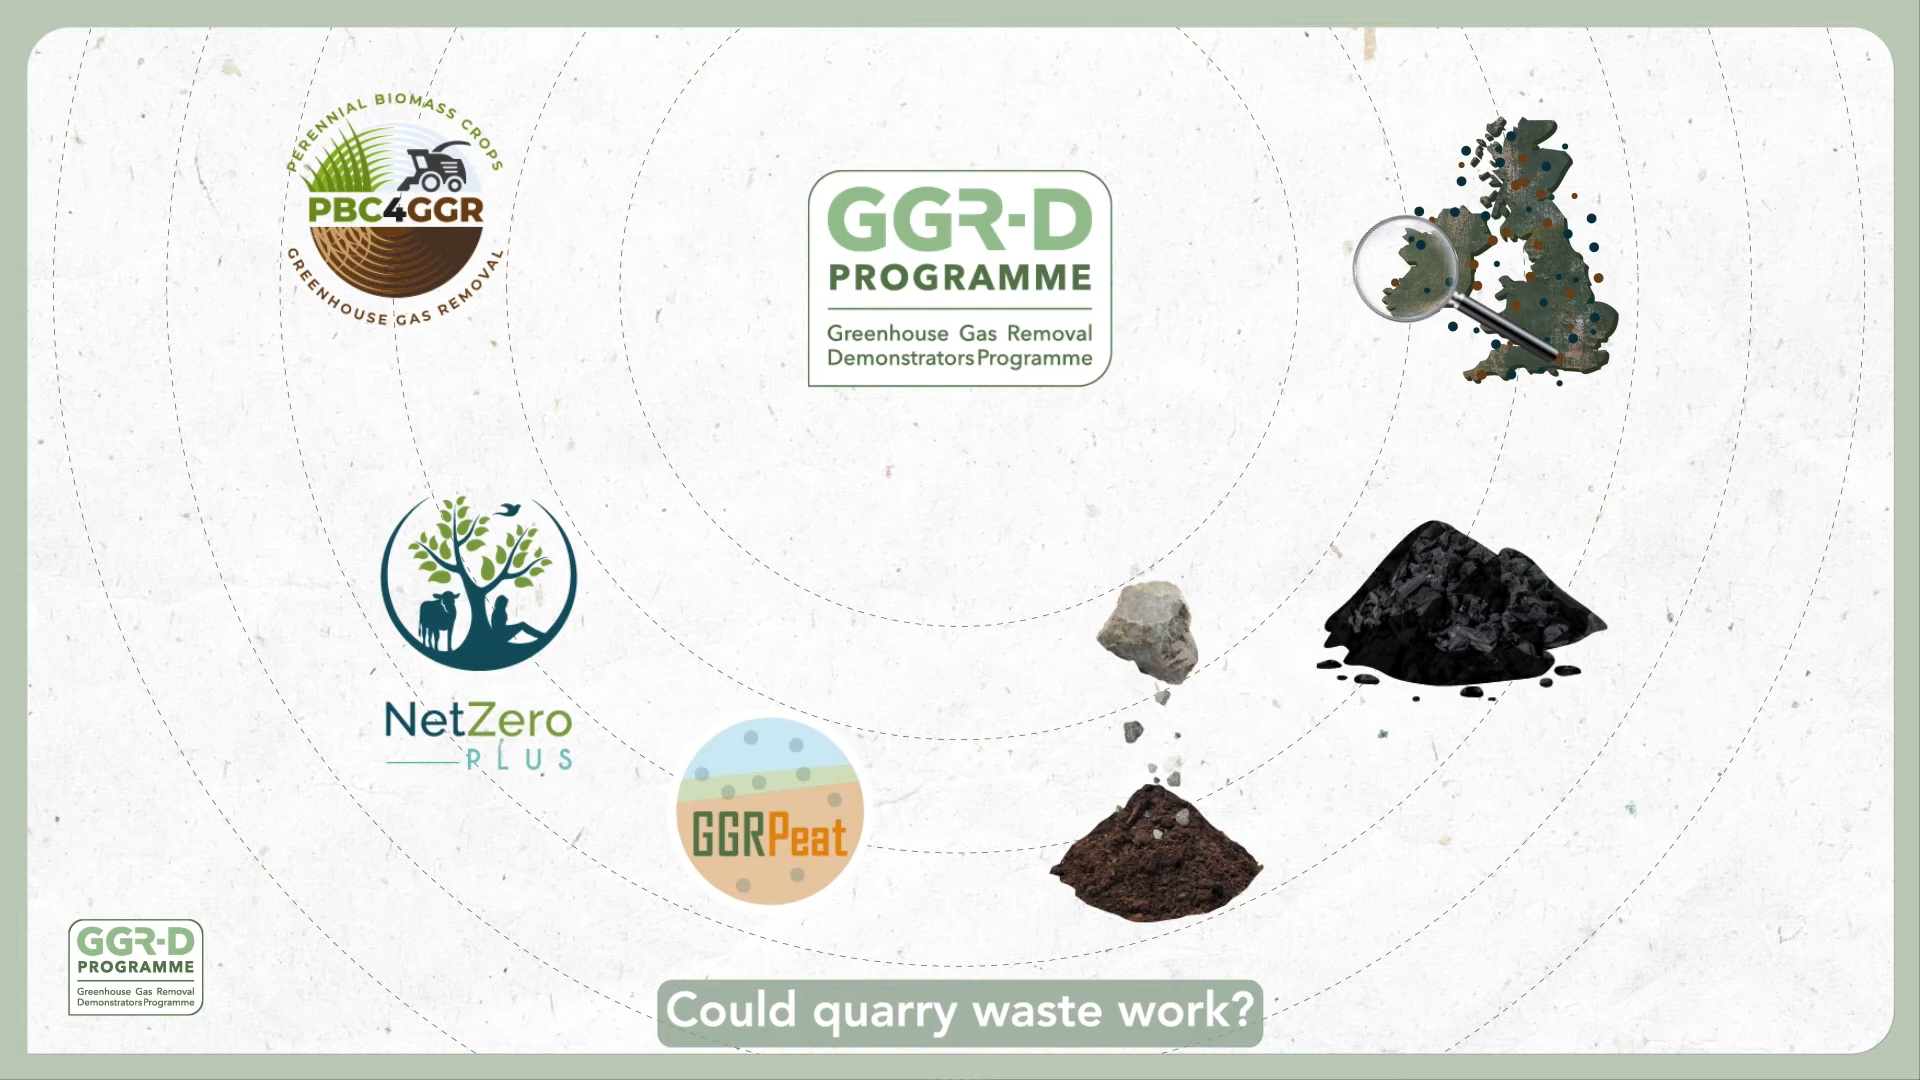 PERENNIAL BIOMASS CROPS
PBC4GGR
GREENHOUSE GAS REMOVAL
GGR-D
PROGRAMME
Greenhouse Gas Removal
Demonstrators Programme
NetZero
PLUS
GGRPeat
GGR-D
PROGRAMME
Greenhouse Gas Removal
Demonstrators Programme
Could quarry waste work?